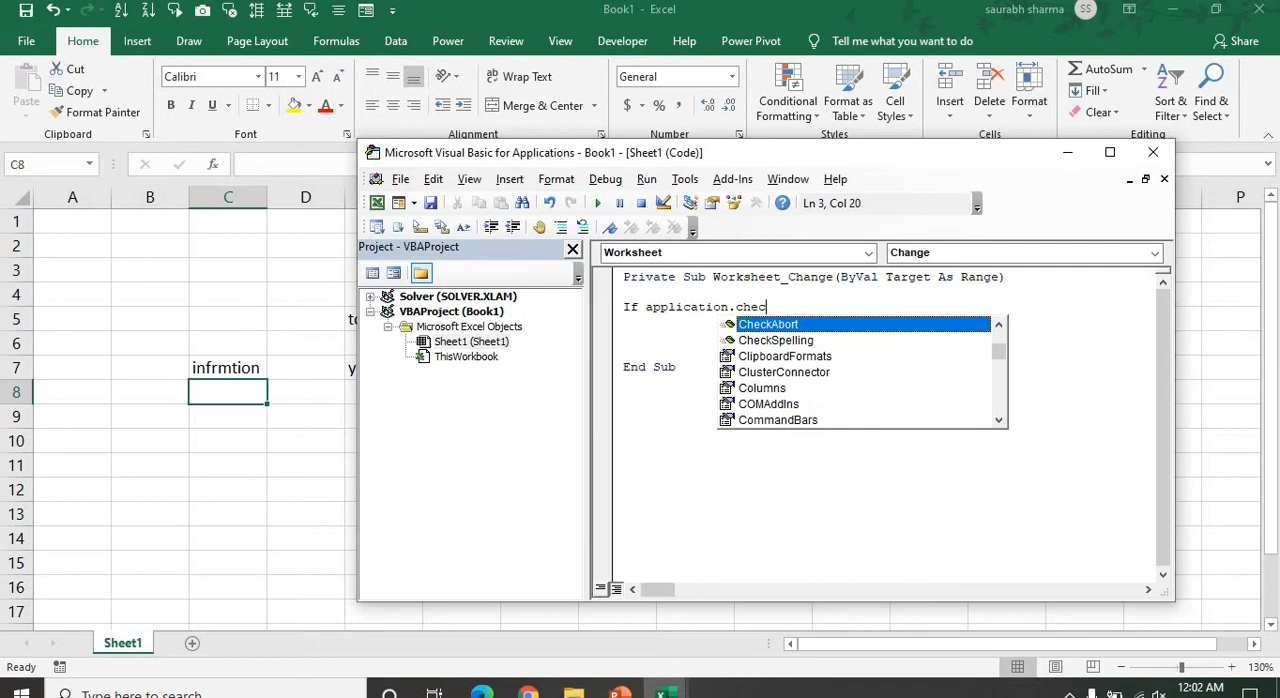 Book1 - Excel
saurabh sharma SS
File Home Insert Draw Page Layout Formulas Data Power Review View Developer Help Power Pivot Tell me what you want to do Share
Paste
Cut
Copy
Format Painter
Clipboard
Calibri 11 A A
B I U A
Font
Wrap Text
Merge & Center
Alignment
General
$ % ,
Number
Conditional Formatting
Format as Table
Cell Styles
Styles
Insert Delete Format
Cells
AutoSum
Fill
Clear
Sort & Filter
Find & Select
Editing
C8 fx
A B C D P
1
2
3
4
5 to
6
7 infrmtion y
8
9
10
11
12
13
14
15
16
17
Microsoft Visual Basic for Applications - Book1 - [Sheet1 (Code)]
File Edit View Insert Format Debug Run Tools Add-Ins Window Help
Ln 3, Col 20
Project - VBAProject
Solver (SOLVER.XLAM)
VBAProject (Book1)
Microsoft Excel Objects
Sheet1 (Sheet1)
ThisWorkbook
Worksheet Change
Private Sub Worksheet_Change(ByVal Target As Range)
If application.chec
CheckAbort
CheckSpelling
ClipboardFormats
ClusterConnector
Columns
COMAddIns
CommandBars
End Sub
Sheet1
Ready
130%
Type here to search
12:02 AM